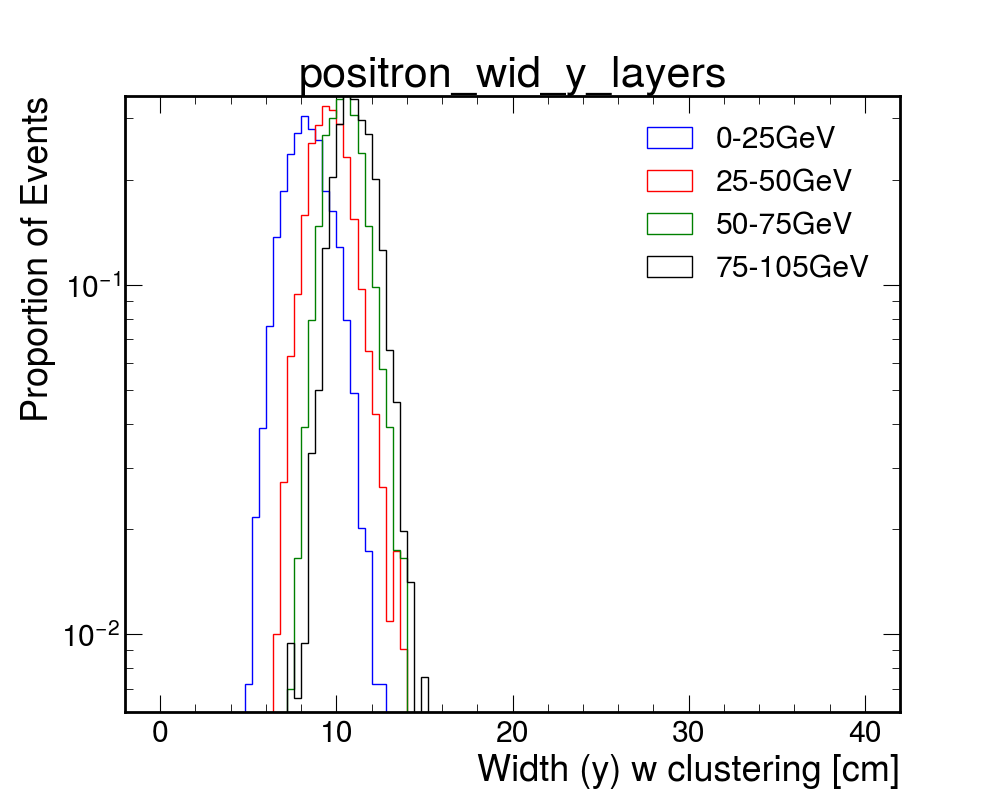 positron_wid_y_layers
Proportion of Events
10⁻¹
10⁻²
0-25GeV
25-50GeV
50-75GeV
75-105GeV
0 10 20 30 40
Width (y) w clustering [cm]